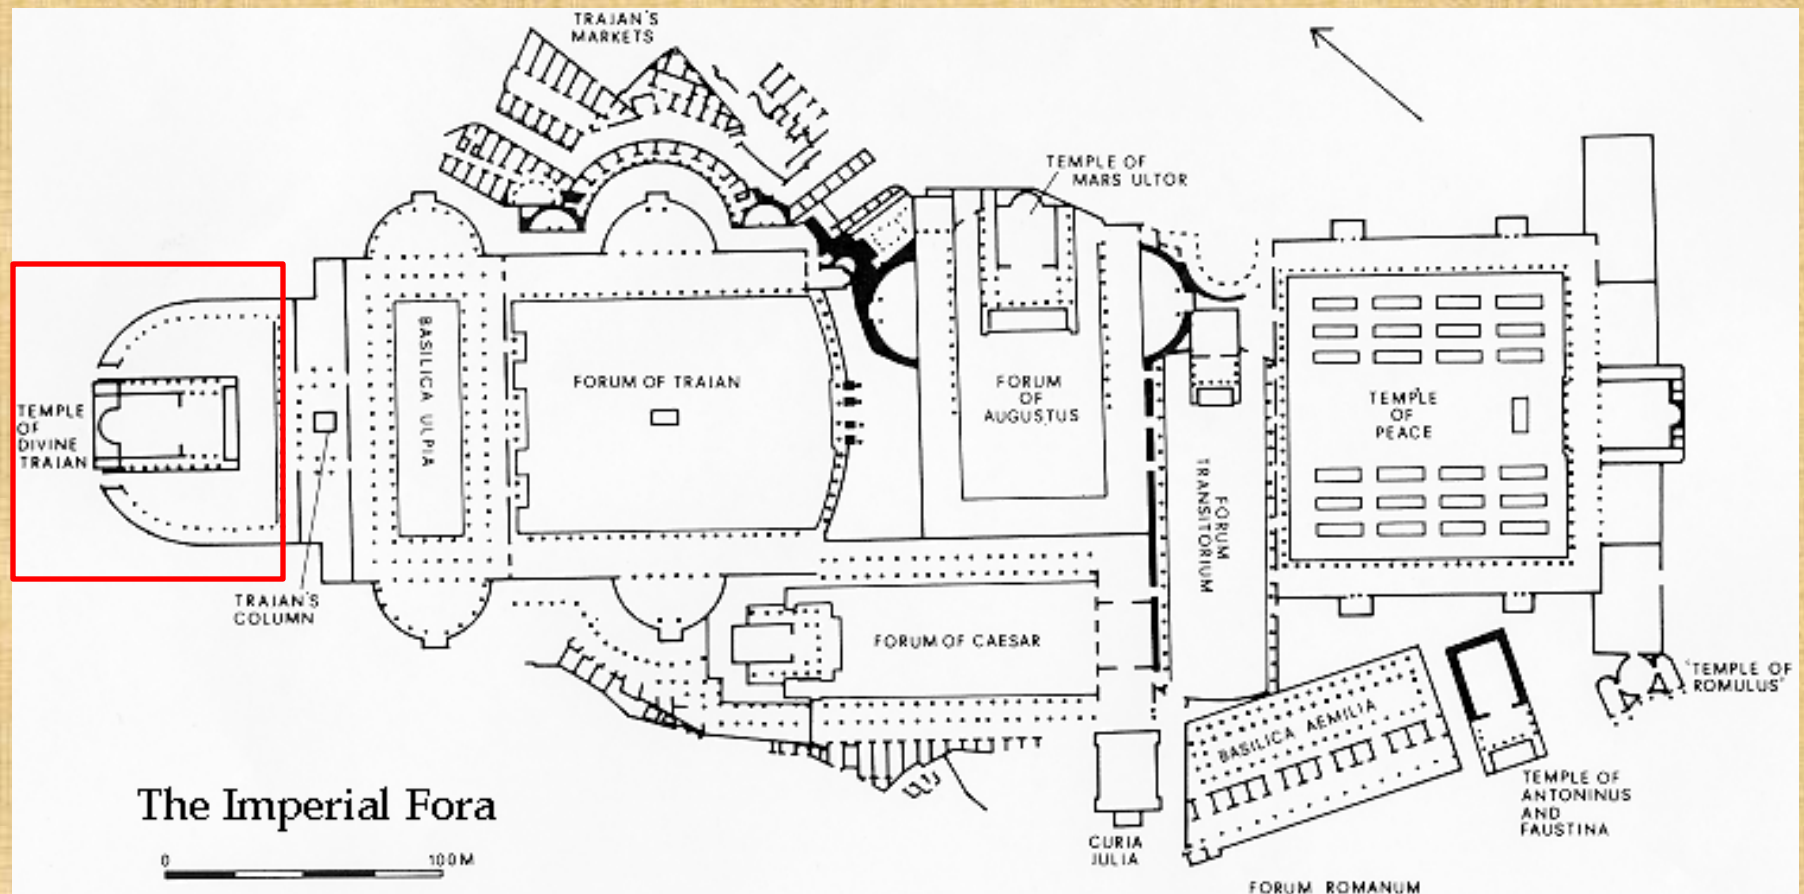 TRAJAN'S
MARKETS
TEMPLE OF
MARS ULTOR
TEMPLE
OF
DIVINE
TRAJAN
BASILICA ULPIA
FORUM OF TRAJAN
FORUM
OF
AUGUSTUS
TEMPLE
OF
PEACE
FORUM
TRANSITORIUM
TRAJAN'S
COLUMN
FORUM OF CAESAR
"TEMPLE OF
ROMULUS"
BASILICA AEMILIA
TEMPLE OF
ANTONINUS
AND
FAUSTINA
The Imperial Fora
0 100M
CURIA
JULIA
FORUM ROMANUM